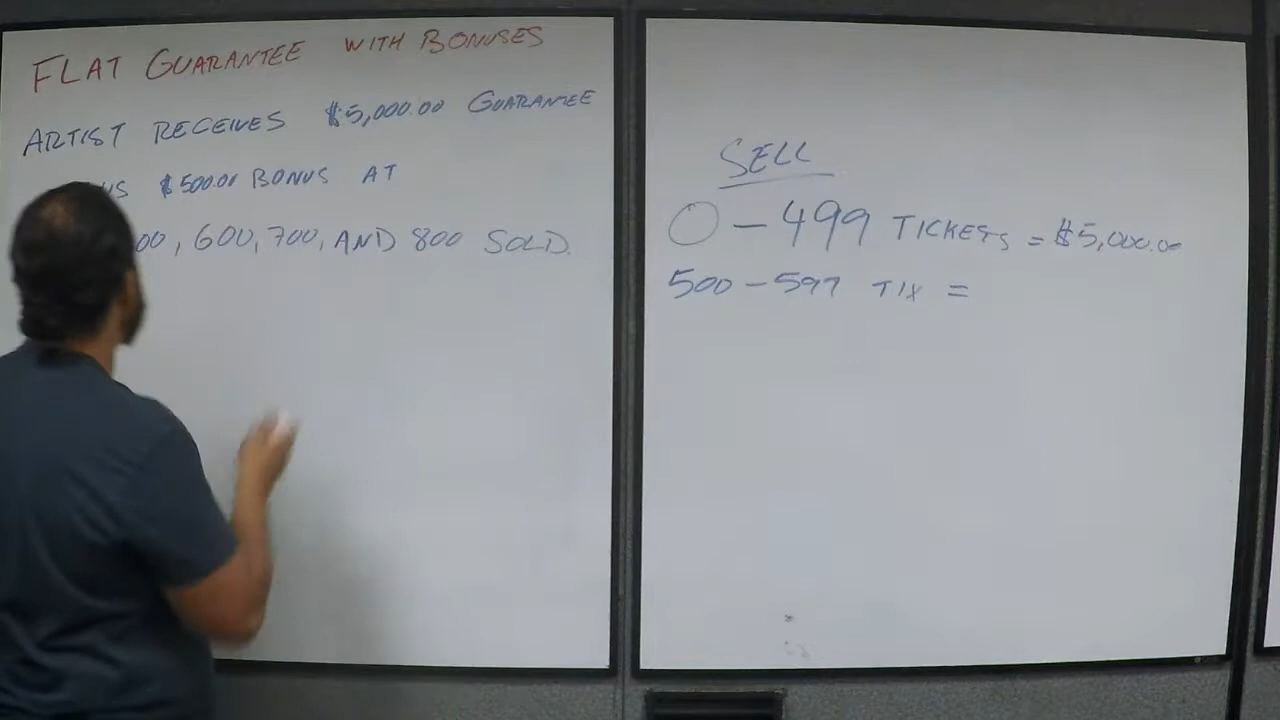 FLAT GUARANTEE WITH BONUSES
ARTIST RECEIVES $5,000.00 GUARANTEE
$500.00 BONUS AT
00, 600, 700, AND 800 SOLD.
SELL
0 - 499 TICKETS = $5,000.00
500 - 599 TIX =